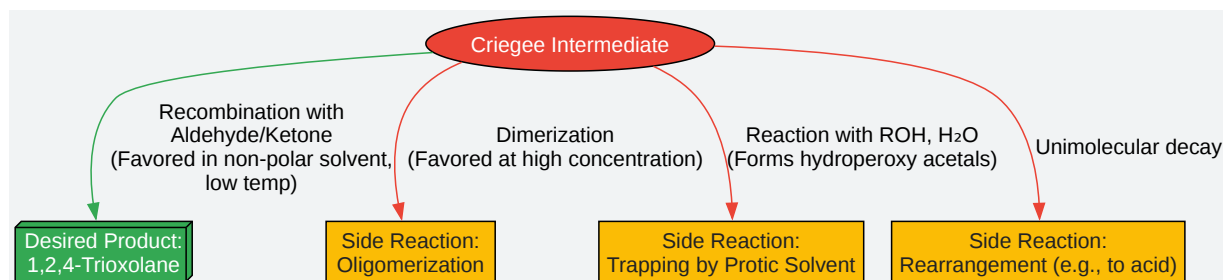 Criegee Intermediate
Recombination with
Aldehyde/Ketone
(Favored in non-polar solvent,
low temp)
Dimerization
(Favored at high concentration)
Reaction with ROH, H₂O
(Forms hydroperoxy acetals)
Unimolecular decay
Desired Product:
1,2,4-Trioxolane
Side Reaction:
Oligomerization
Side Reaction:
Trapping by Protic Solvent
Side Reaction:
Rearrangement (e.g., to acid)